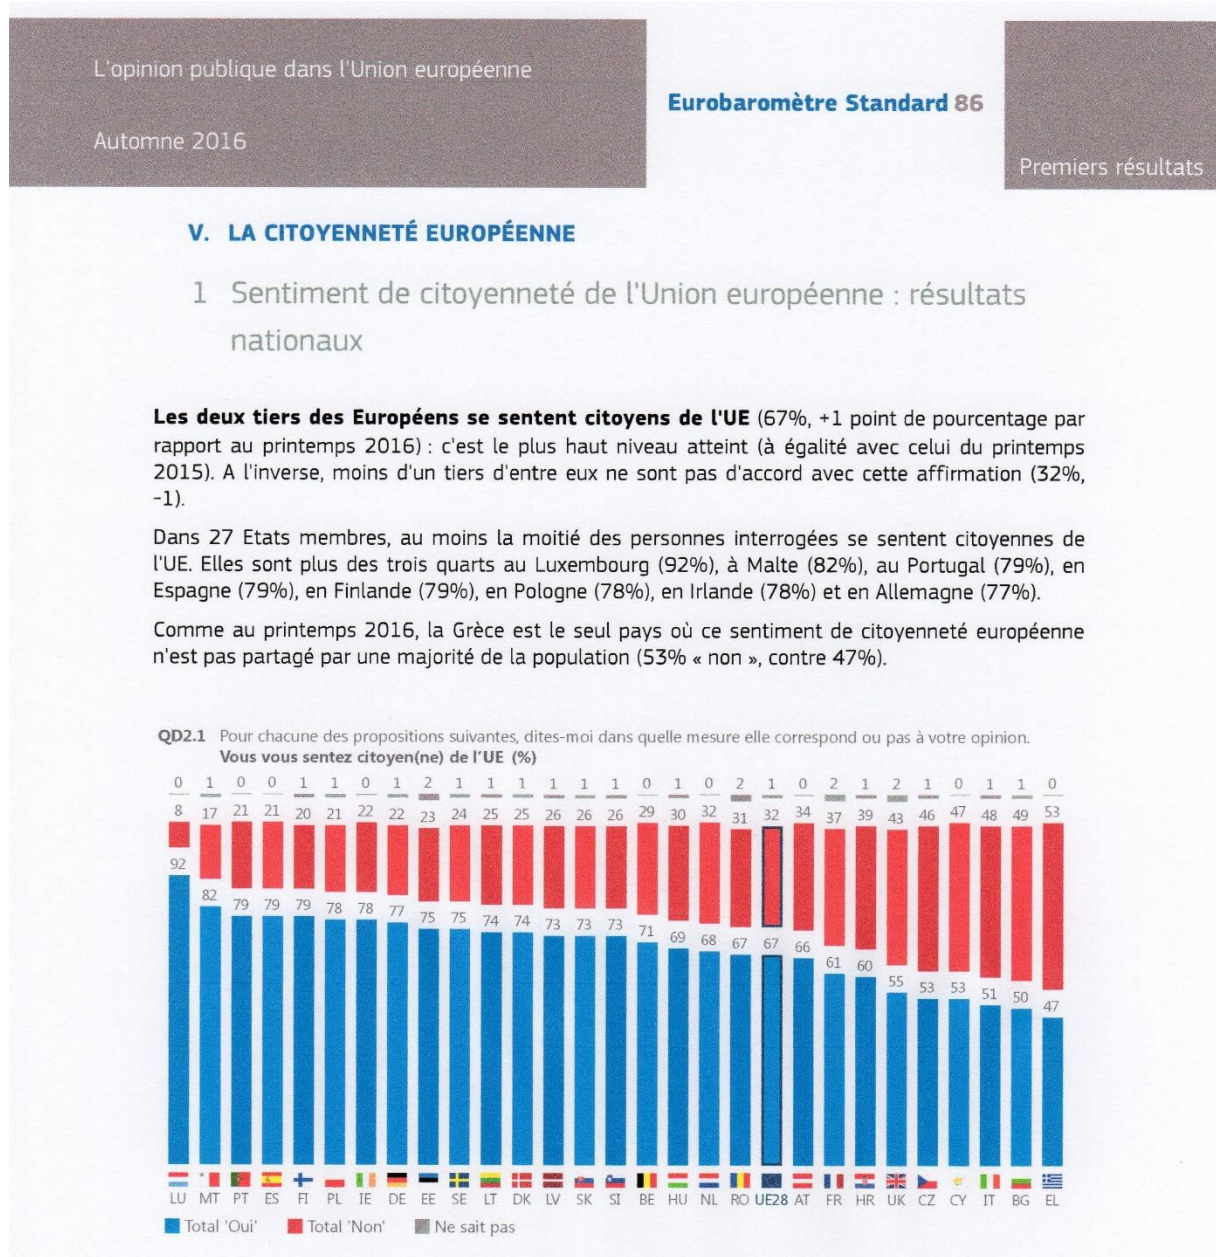 L'opinion publique dans l'Union européenne
Automne 2016
Eurobaromètre Standard 86
Premiers résultats
V. LA CITOYENNETÉ EUROPÉENNE
1 Sentiment de citoyenneté de l'Union européenne : résultats
nationaux
Les deux tiers des Européens se sentent citoyens de l'UE (67%, +1 point de pourcentage par
rapport au printemps 2016) : c'est le plus haut niveau atteint (à égalité avec celui du printemps
2015). A l'inverse, moins d'un tiers d'entre eux ne sont pas d'accord avec cette affirmation (32%,
-1).
Dans 27 Etats membres, au moins la moitié des personnes interrogées se sentent citoyennes de
l'UE. Elles sont plus des trois quarts au Luxembourg (92%), à Malte (82%), au Portugal (79%), en
Espagne (79%), en Finlande (79%), en Pologne (78%), en Irlande (78%) et en Allemagne (77%).
Comme au printemps 2016, la Grèce est le seul pays où ce sentiment de citoyenneté européenne
n'est pas partagé par une majorité de la population (53% « non », contre 47%).
QD2.1 Pour chacune des propositions suivantes, dites-moi dans quelle mesure elle correspond ou pas à votre opinion.
Vous vous sentez citoyen(ne) de l'UE (%)
0 1 0 0 1 1 0 1 2 1 1 1 1 1 1 0 1 0 2 1 0 2 1 2 1 0 1 1 0
8 17 21 21 20 21 22 22 23 24 25 25 26 26 26 29 30 32 31 32 34 37 39 43 46 47 48 49 53
92 82 79 79 79 78 78 77 75 75 74 74 73 73 73 71 69 68 67 67 66 61 60 55 53 53 51 50 47
LU MT PT ES FI PL IE DE EE SE LT DK LV SK SI BE HU NL RO UE28 AT FR HR UK CZ CY IT BG EL
Total 'Oui' Total 'Non' Ne sait pas